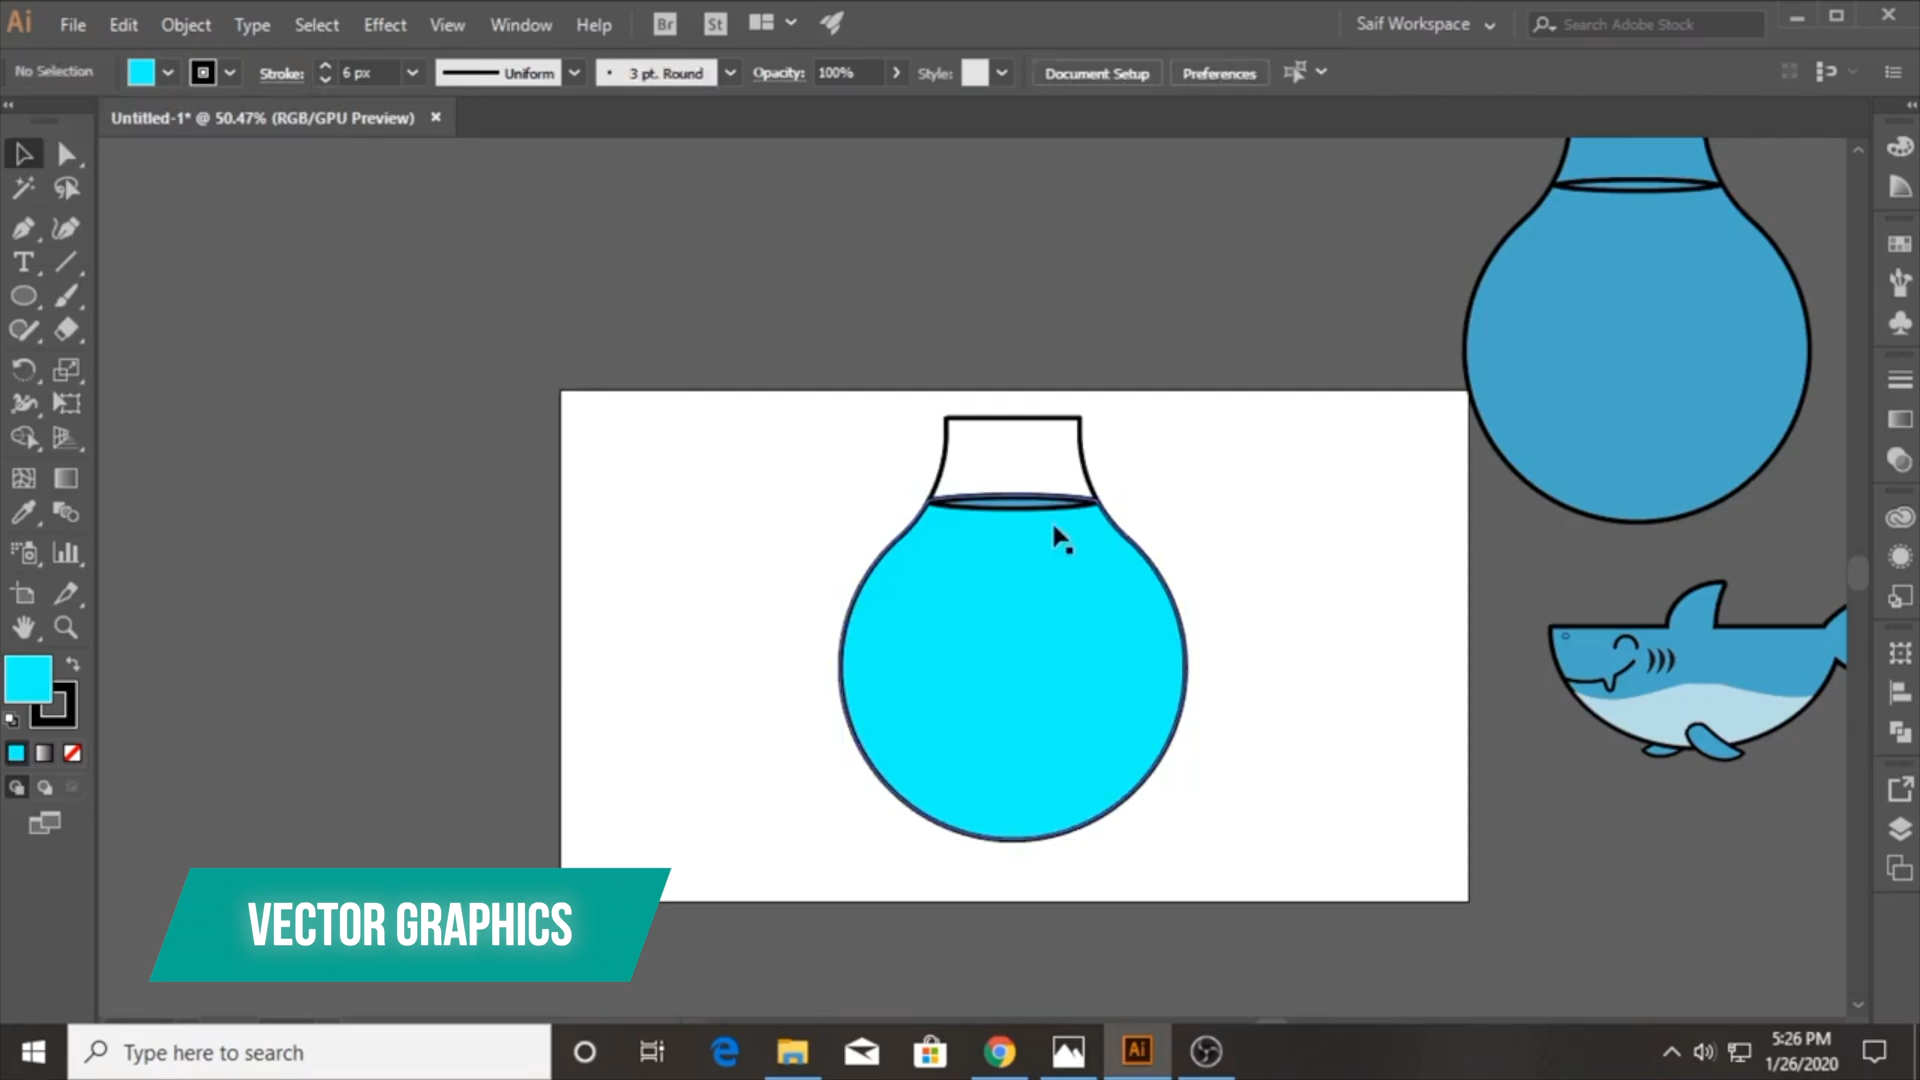 Ai File Edit Object Type Select Effect View Window Help Br St Saif Workspace Search Adobe Stock
No Selection Stroke: 6 px Uniform 3 pt. Round Opacity: 100% Style: Document Setup Preferences
Untitled-1* @ 50.47% (RGB/GPU Preview)
VECTOR GRAPHICS
Type here to search
Ai
5:26 PM
1/26/2020